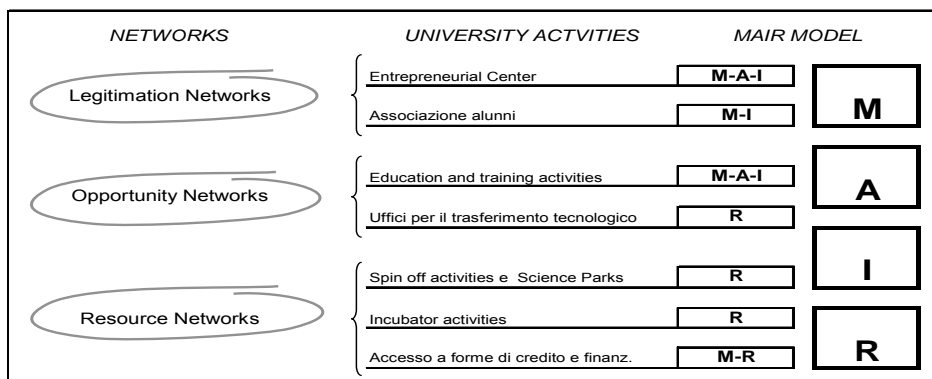 NETWORKS UNIVERSITY ACTVITIES MAIR MODEL
Legitimation Networks
Entrepreneurial Center M-A-I
Associazione alunni M-I
M
Opportunity Networks
Education and training activities M-A-I
Uffici per il trasferimento tecnologico R
A
Resource Networks
Spin off activities e Science Parks R
Incubator activities R
Accesso a forme di credito e finanz. M-R
I
R